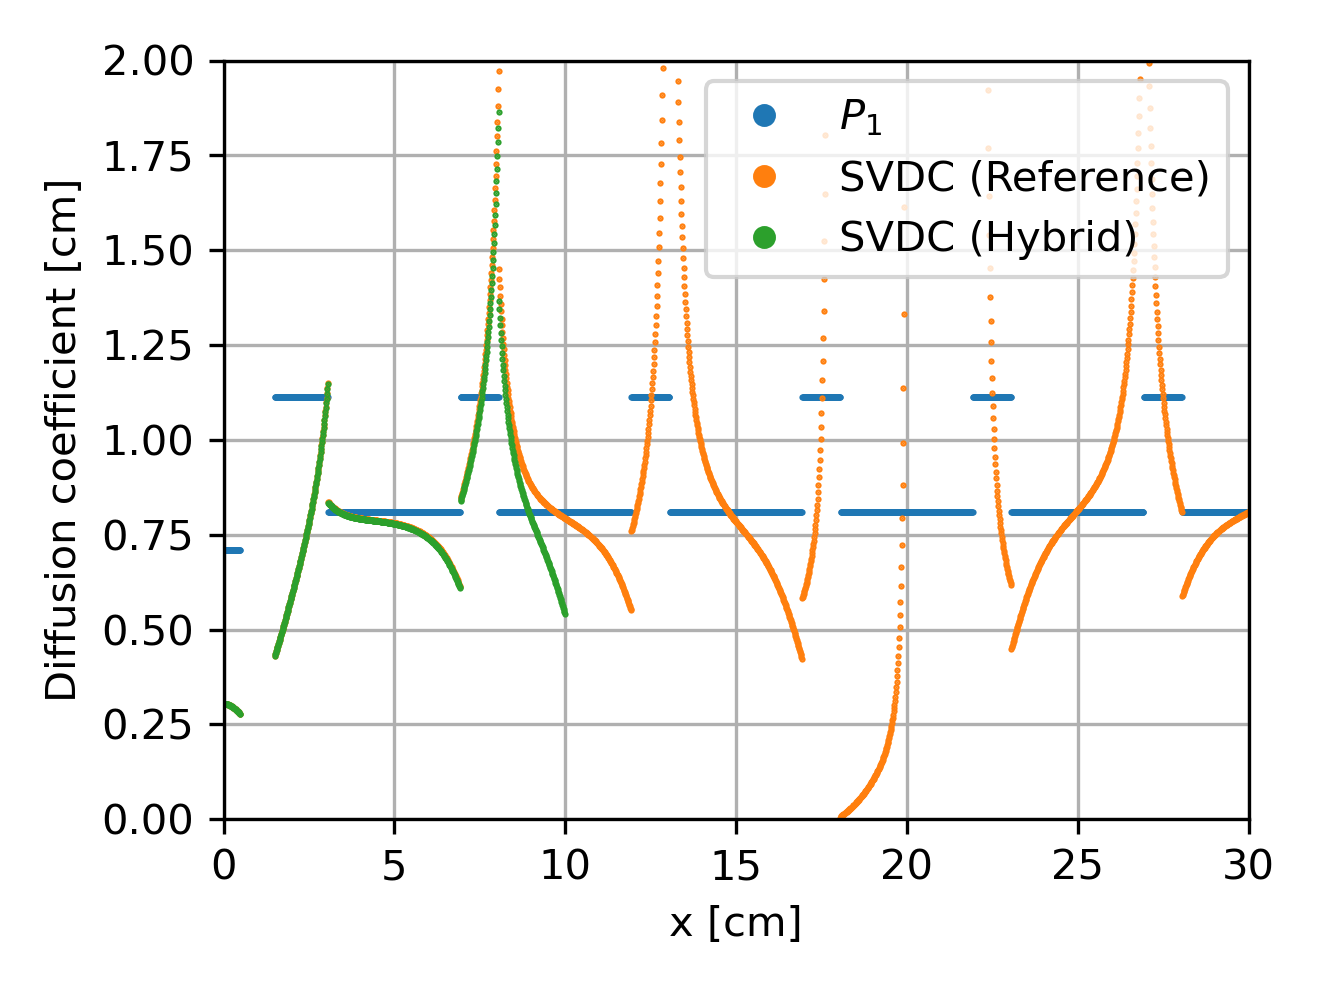 2.00
1.75
1.50
1.25
1.00
0.75
0.50
0.25
0.00
Diffusion coefficient [cm]
P₁
SVDC (Reference)
SVDC (Hybrid)
0 5 10 15 20 25 30
x [cm]